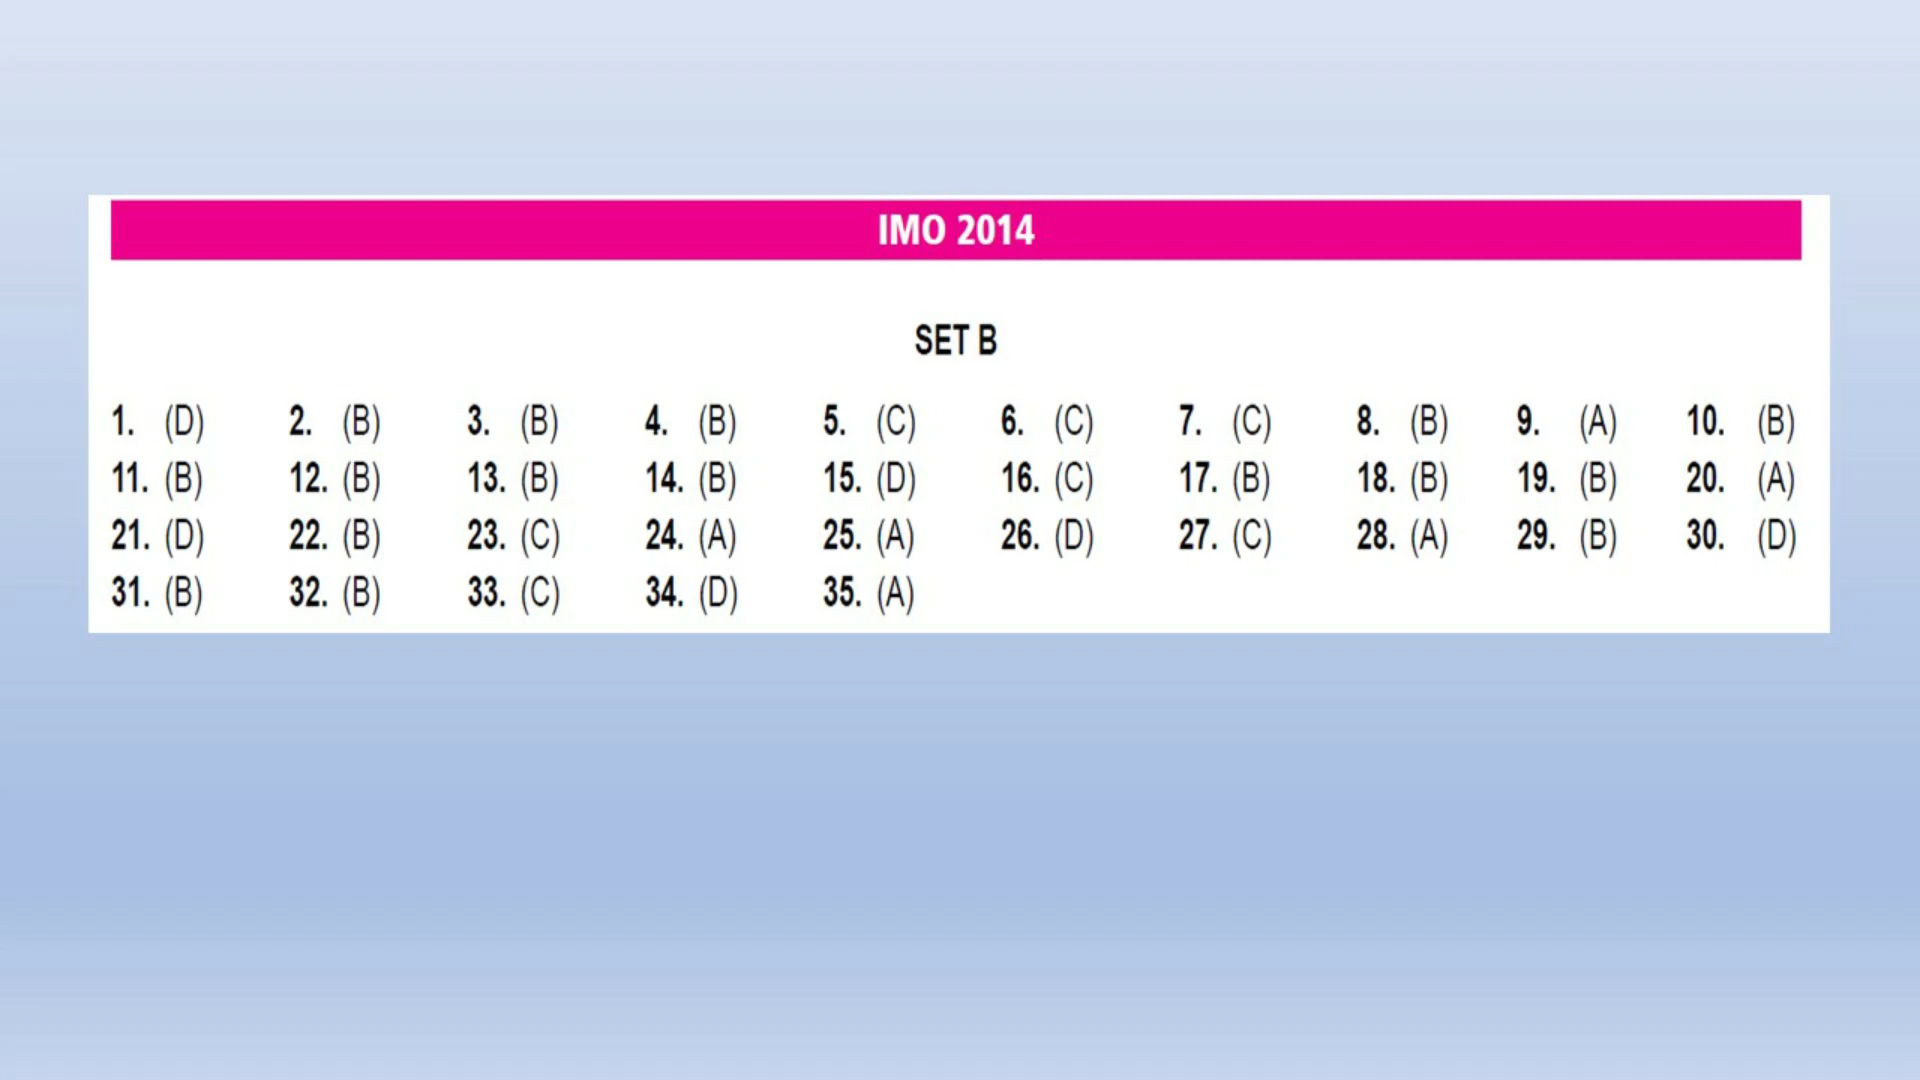 IMO 2014
SET B
1. (D) 2. (B) 3. (B) 4. (B) 5. (C) 6. (C) 7. (C) 8. (B) 9. (A) 10. (B)
11. (B) 12. (B) 13. (B) 14. (B) 15. (D) 16. (C) 17. (B) 18. (B) 19. (B) 20. (A)
21. (D) 22. (B) 23. (C) 24. (A) 25. (A) 26. (D) 27. (C) 28. (A) 29. (B) 30. (D)
31. (B) 32. (B) 33. (C) 34. (D) 35. (A)